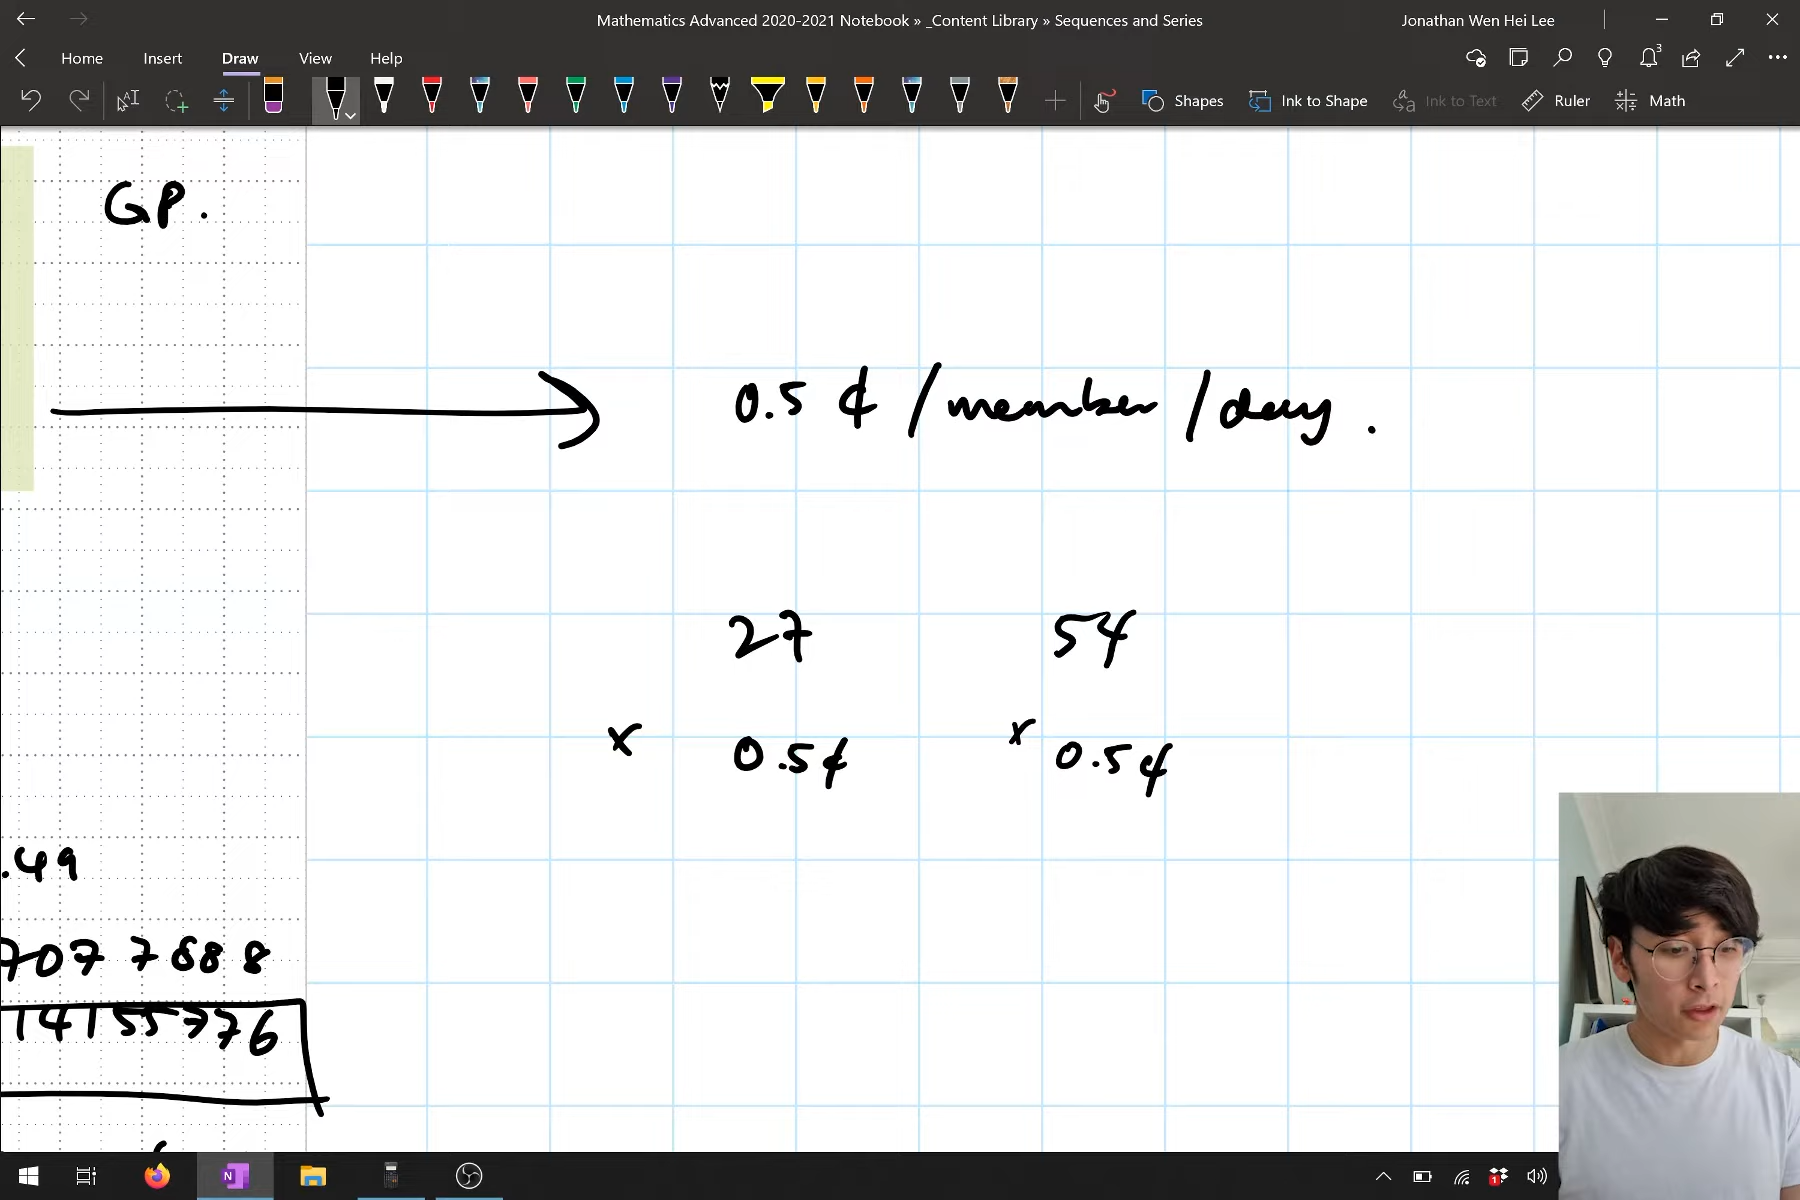 Mathematics Advanced 2020-2021 Notebook » _Content Library » Sequences and Series
Jonathan Wen Hei Lee
Home Insert Draw View Help
3
Shapes Ink to Shape Ink to Text Ruler Math
GP.
0.5 ¢ / member / day.
27 54
x 0.5¢ x 0.5¢
.49
707 7688
14155776
N
1